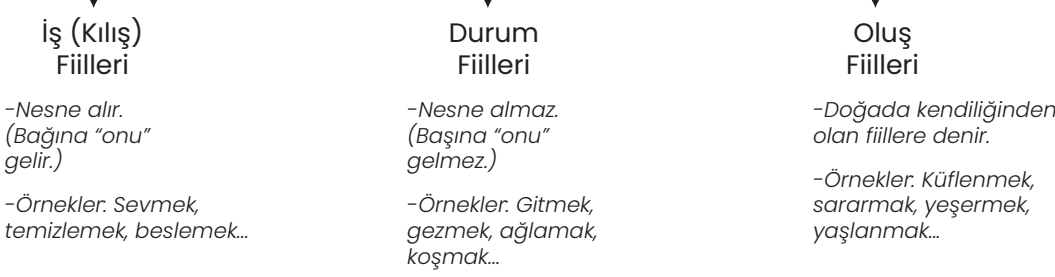 İş (Kılış)
Fiilleri
-Nesne alır.
(Bağına “onu”
gelir.)
-Örnekler: Sevmek,
temizlemek, beslemek...
Durum
Fiilleri
-Nesne almaz.
(Başına “onu”
gelmez.)
-Örnekler: Gitmek,
gezmek, ağlamak,
koşmak...
Oluş
Fiilleri
-Doğada kendiliğinden
olan fiillere denir.
-Örnekler: Küflenmek,
sararmak, yeşermek,
yaşlanmak...